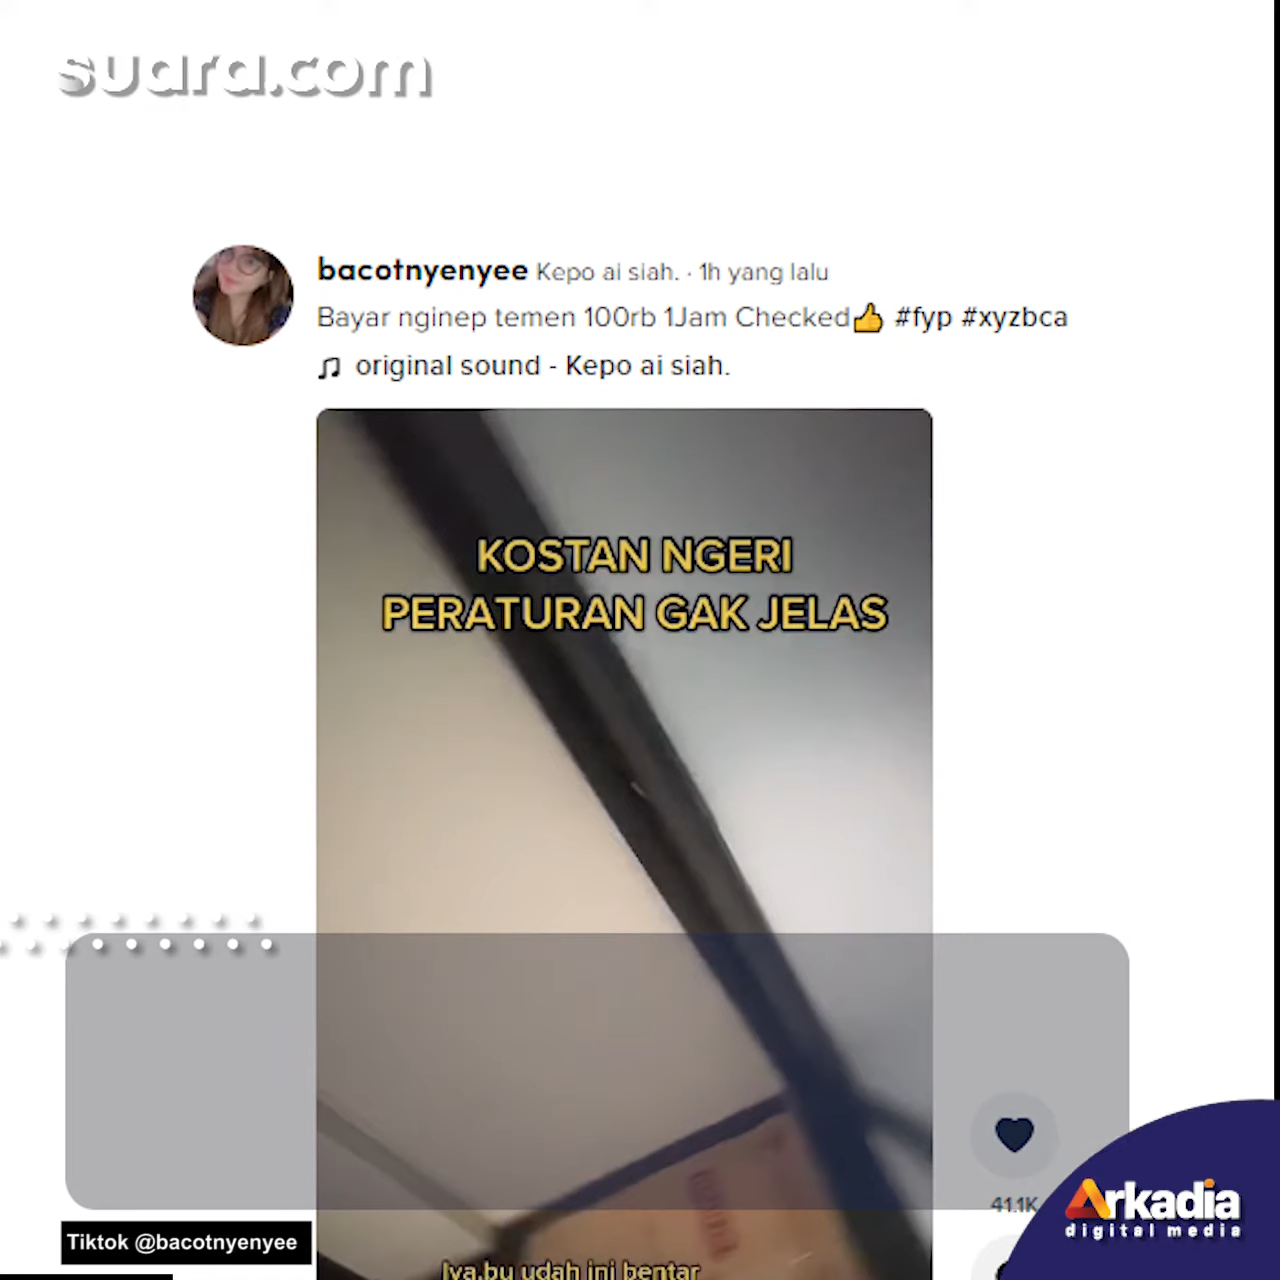 suara.com
bacotnyenyee Kepo ai siah. · 1h yang lalu
Bayar nginep temen 100rb 1Jam Checked👍 #fyp #xyzbca
original sound - Kepo ai siah.
KOSTAN NGERI
PERATURAN GAK JELAS
41.1K
Arkadia
digital media
Tiktok @bacotnyenyee
Iya,bu udah ini bentar